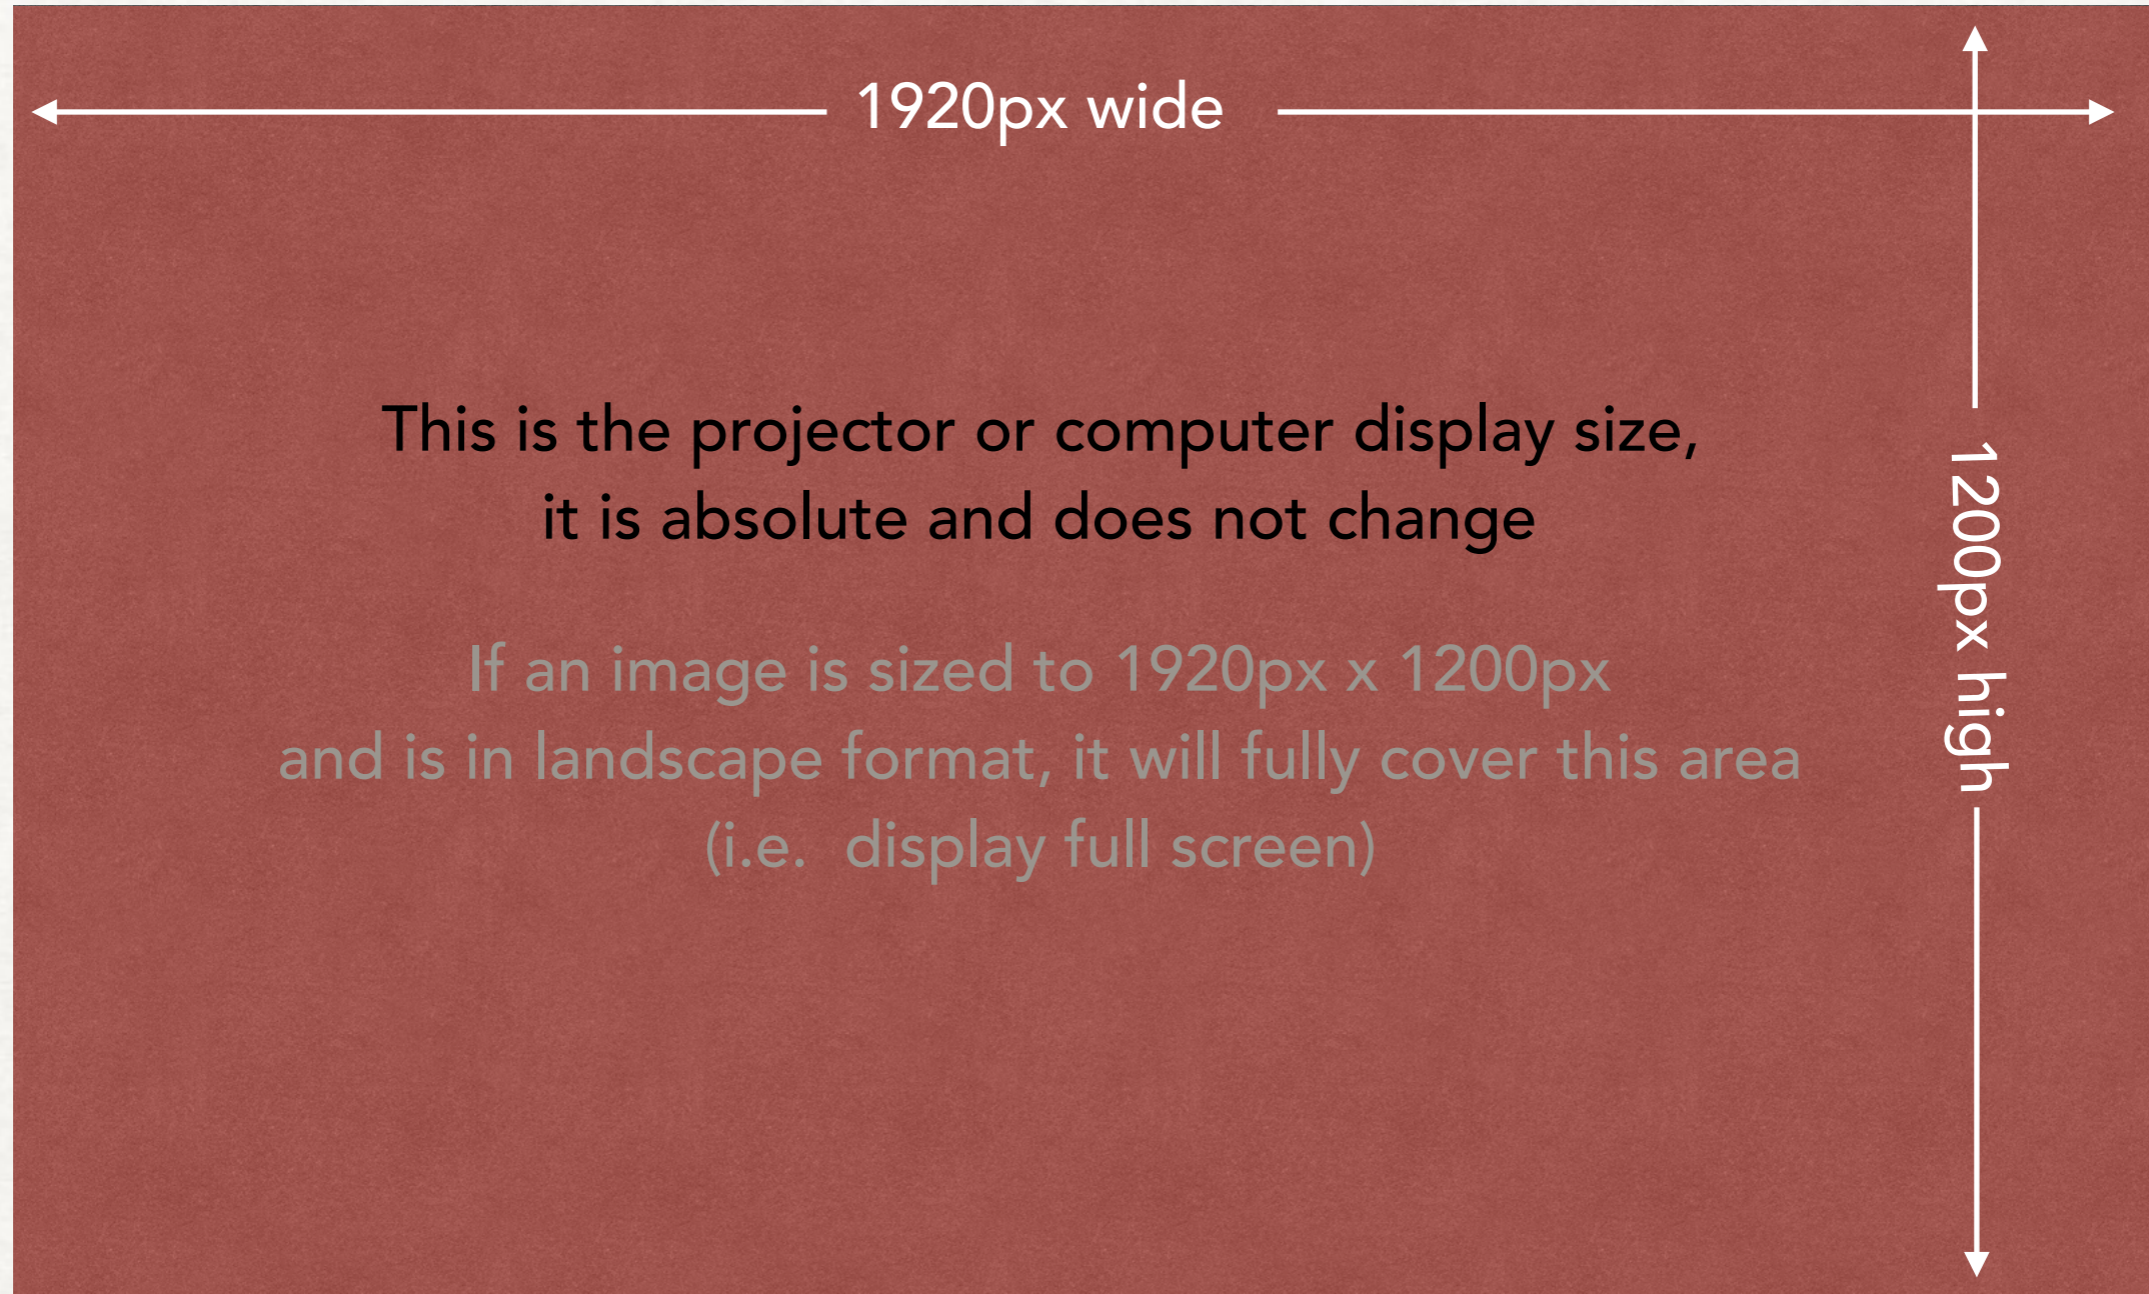 1920px wide
This is the projector or computer display size,
it is absolute and does not change
1200px high
If an image is sized to 1920px x 1200px
and is in landscape format, it will fully cover this area
(i.e.  display full screen)